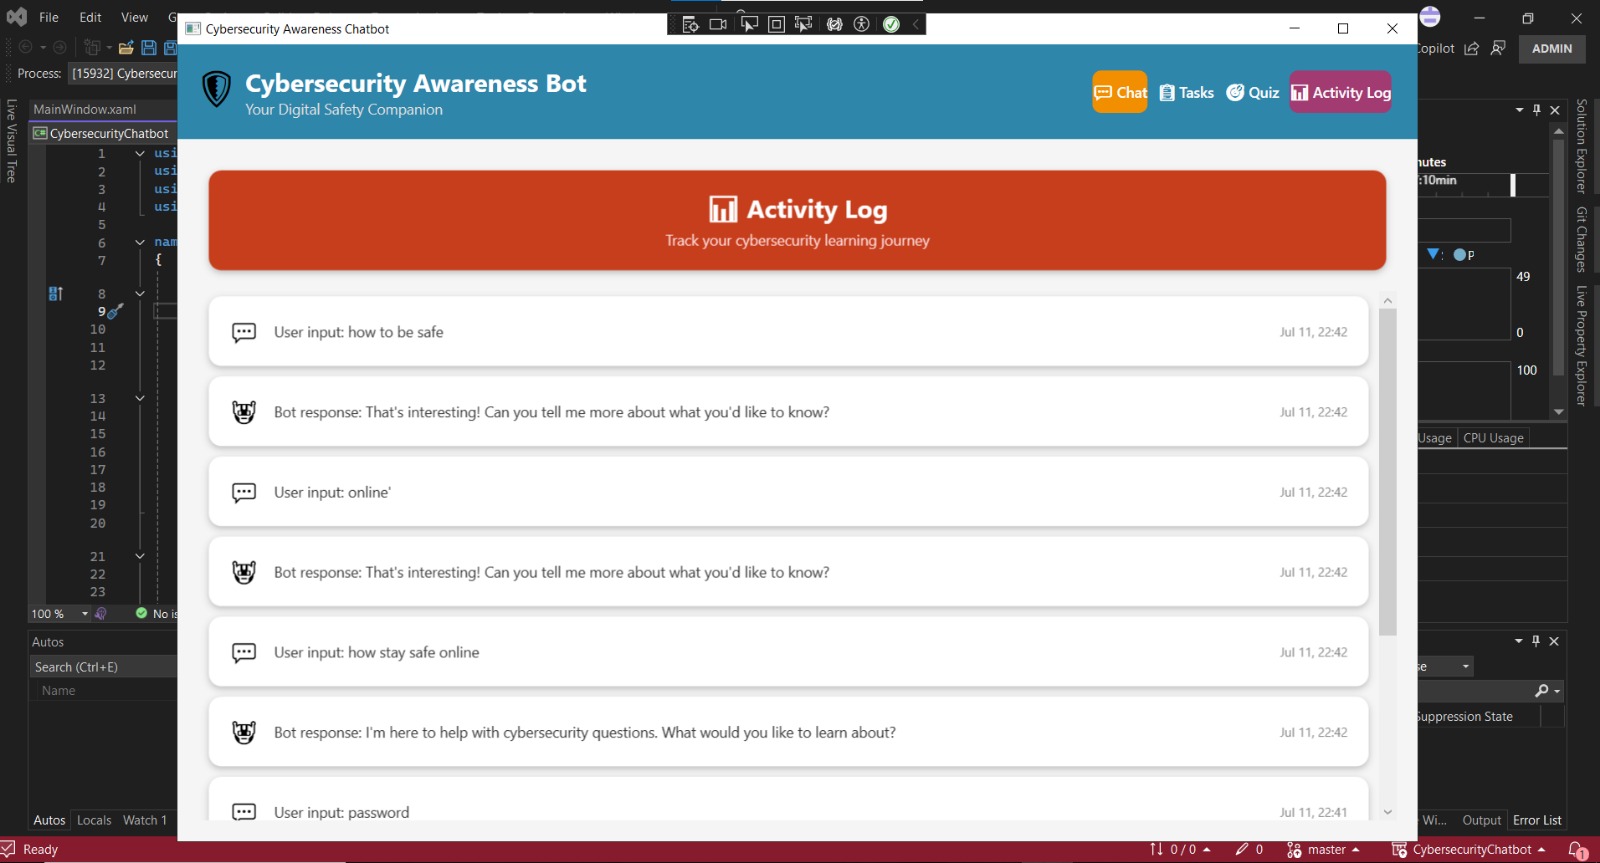 File Edit View G
Cybersecurity Awareness Chatbot
Copilot
ADMIN
Process: [15932] Cybersecur
Cybersecurity Awareness Bot
Your Digital Safety Companion
Chat
Tasks
Quiz
Activity Log
Live Visual Tree
MainWindow.xaml
C# CybersecurityChatbot
1 usi
2 usi
3 usi
4 usi
5
6 nam
7 {
8
9
10
11
12
13
14
15
16
17
18
19
20
21
22
23
100 % No is
Activity Log
Track your cybersecurity learning journey
User input: how to be safe Jul 11, 22:42
Bot response: That's interesting! Can you tell me more about what you'd like to know? Jul 11, 22:42
User input: online' Jul 11, 22:42
Bot response: That's interesting! Can you tell me more about what you'd like to know? Jul 11, 22:42
User input: how stay safe online Jul 11, 22:42
Bot response: I'm here to help with cybersecurity questions. What would you like to learn about? Jul 11, 22:42
User input: password Jul 11, 22:41
nutes
:10min
P
49
0
100
Usage CPU Usage
Solution Explorer
Git Changes
Live Property Explorer
Autos
Search (Ctrl+E)
Name
Autos Locals Watch 1
se
Suppression State
Wi... Output Error List
Ready
0 / 0
0
master
CybersecurityChatbot
1